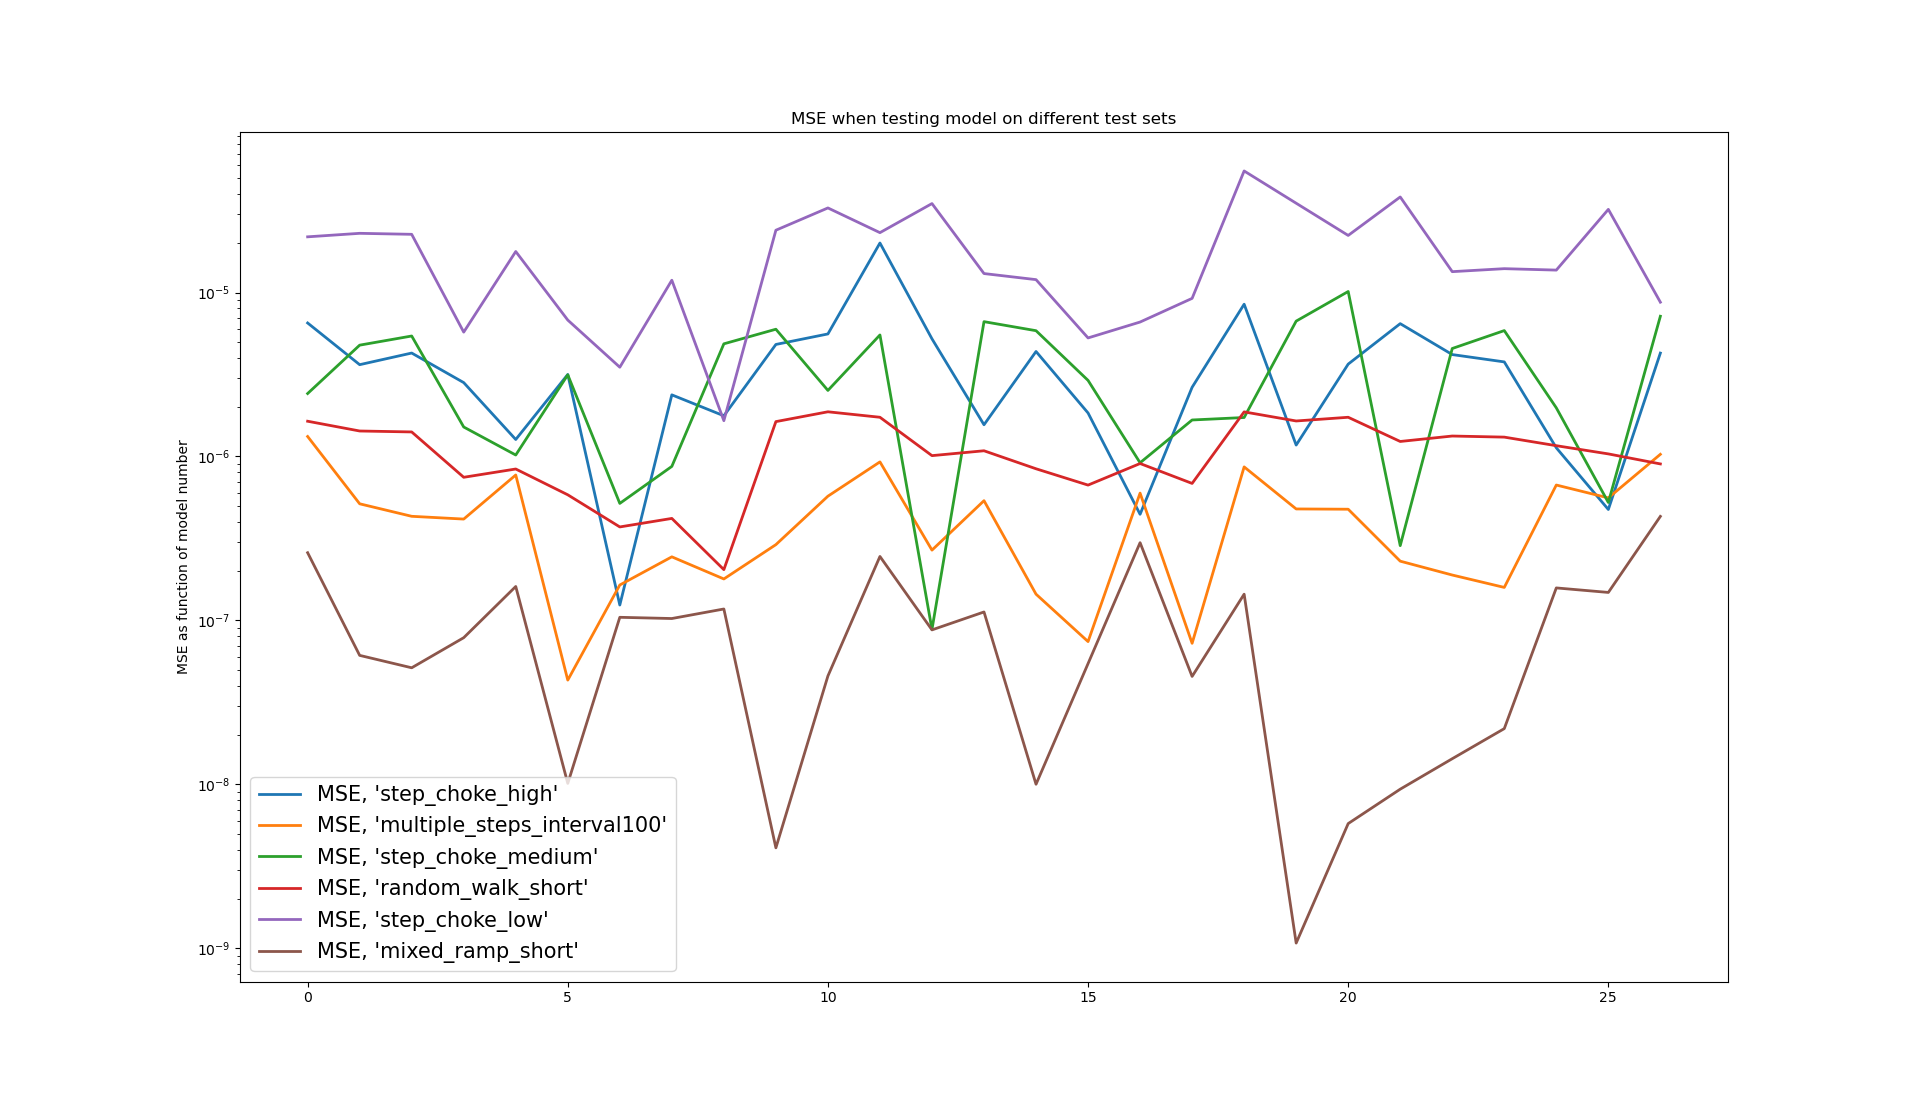 MSE when testing model on different test sets
MSE as function of model number
10⁻⁵
10⁻⁶
10⁻⁷
10⁻⁸
10⁻⁹
MSE, 'step_choke_high'
MSE, 'multiple_steps_interval100'
MSE, 'step_choke_medium'
MSE, 'random_walk_short'
MSE, 'step_choke_low'
MSE, 'mixed_ramp_short'
0 5 10 15 20 25